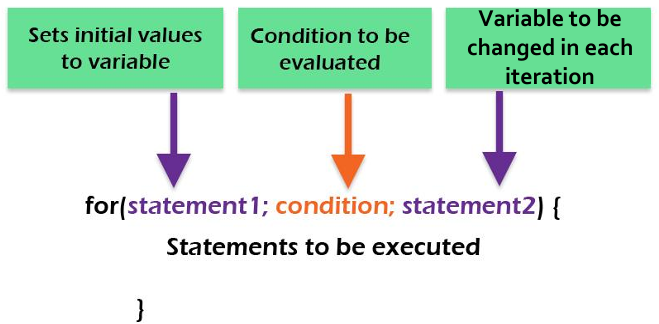 Sets initial values
to variable
Condition to be
evaluated
Variable to be
changed in each
iteration
for(statement1; condition; statement2) {
Statements to be executed
}